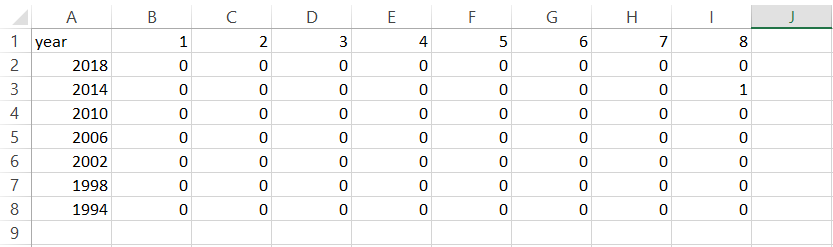 A B C D E F G H I J
1 year 1 2 3 4 5 6 7 8
2 2018 0 0 0 0 0 0 0 0
3 2014 0 0 0 0 0 0 0 1
4 2010 0 0 0 0 0 0 0 0
5 2006 0 0 0 0 0 0 0 0
6 2002 0 0 0 0 0 0 0 0
7 1998 0 0 0 0 0 0 0 0
8 1994 0 0 0 0 0 0 0 0
9